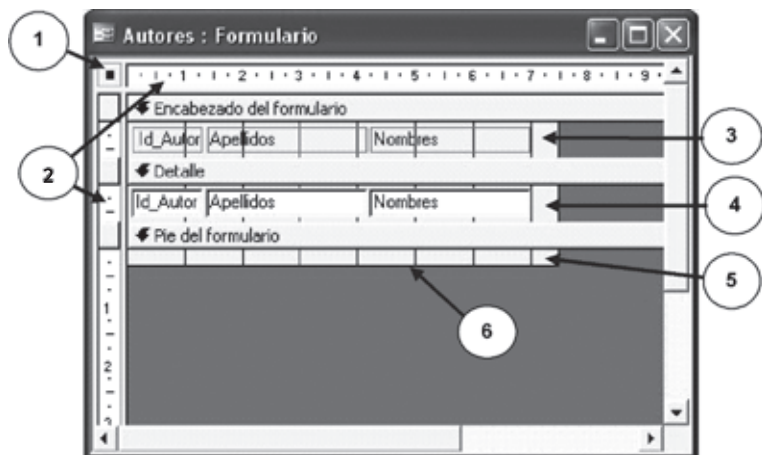 Autores : Formulario
1
1 2 3 4 5 6 7 8 9
Encabezado del formulario
Id_Autor Apellidos Nombres
3
2
Detalle
Id_Autor Apellidos Nombres
4
Pie del formulario
5
6
1
2